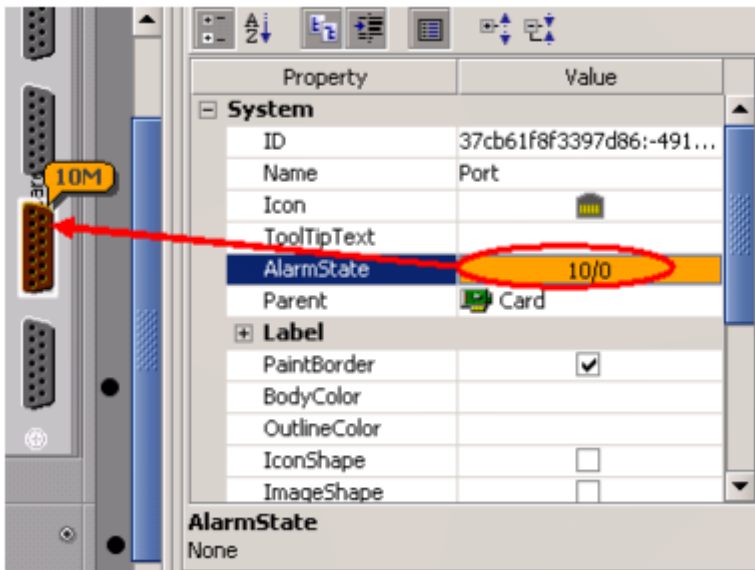 Property Value
System
ID 37cb61f8f3397d86:-491...
Name Port
Icon
ToolTipText
AlarmState 10/0
Parent Card
Label
PaintBorder
BodyColor
OutlineColor
IconShape
ImageShape
AlarmState
None
10M